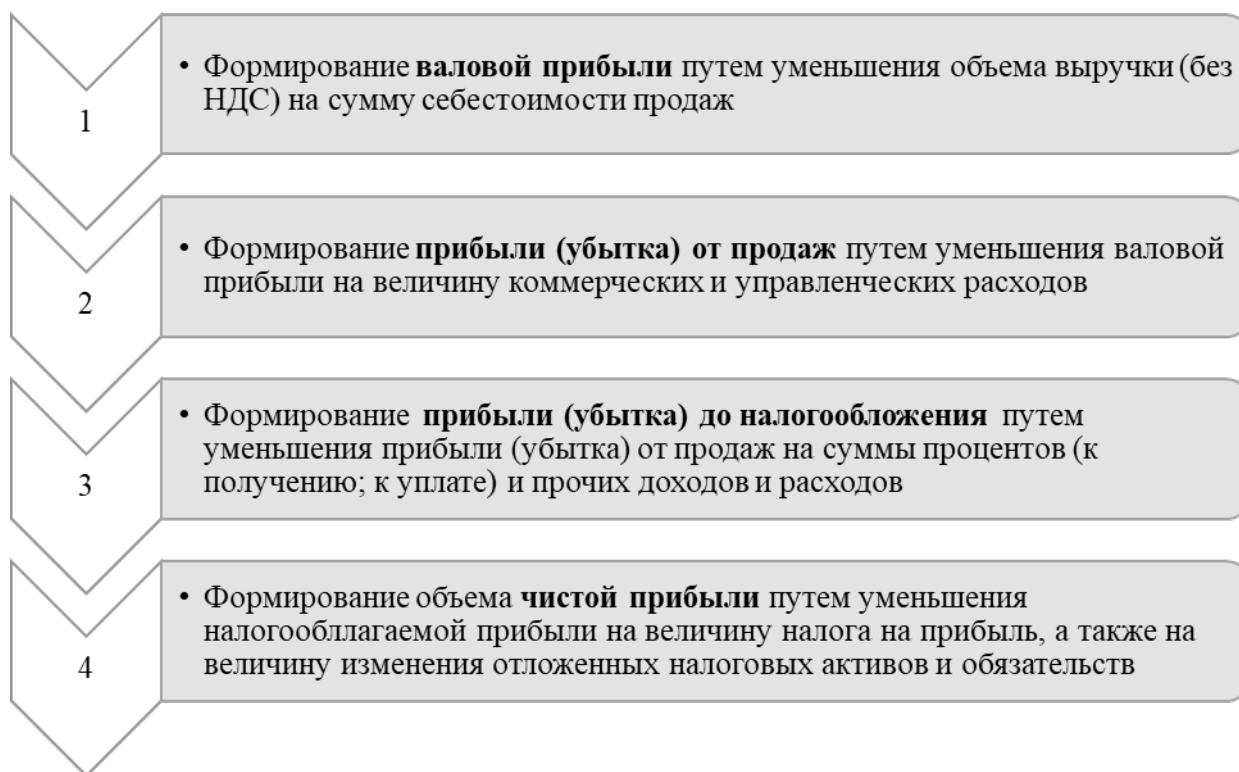 1
• Формирование валовой прибыли путем уменьшения объема выручки (без
НДС) на сумму себестоимости продаж
2
• Формирование прибыли (убытка) от продаж путем уменьшения валовой
прибыли на величину коммерческих и управленческих расходов
3
• Формирование прибыли (убытка) до налогообложения путем
уменьшения прибыли (убытка) от продаж на суммы процентов (к
получению; к уплате) и прочих доходов и расходов
4
• Формирование объема чистой прибыли путем уменьшения
налогообллагаемой прибыли на величину налога на прибыль, а также на
величину изменения отложенных налоговых активов и обязательств